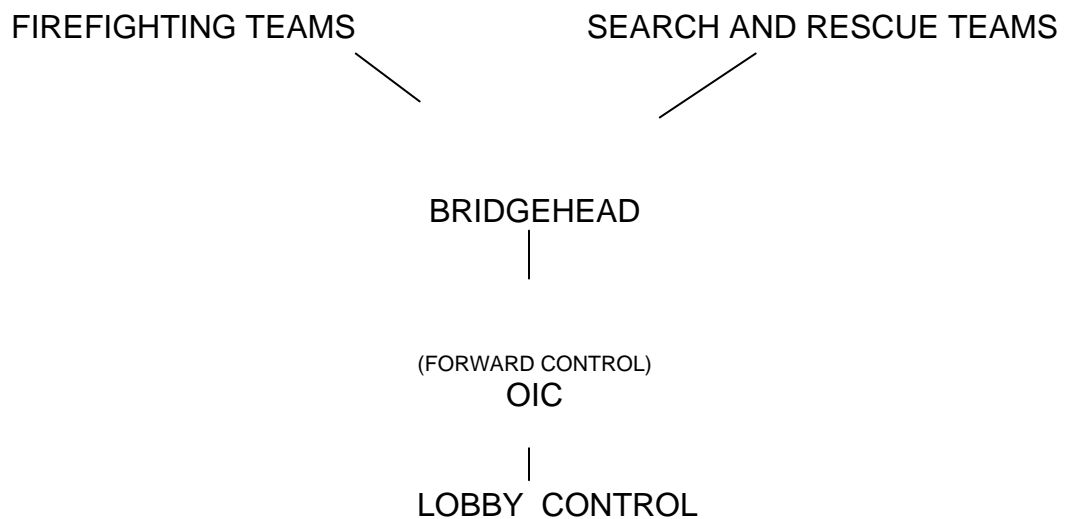 FIREFIGHTING TEAMS SEARCH AND RESCUE TEAMS
BRIDGEHEAD
(FORWARD CONTROL)
OIC
LOBBY CONTROL